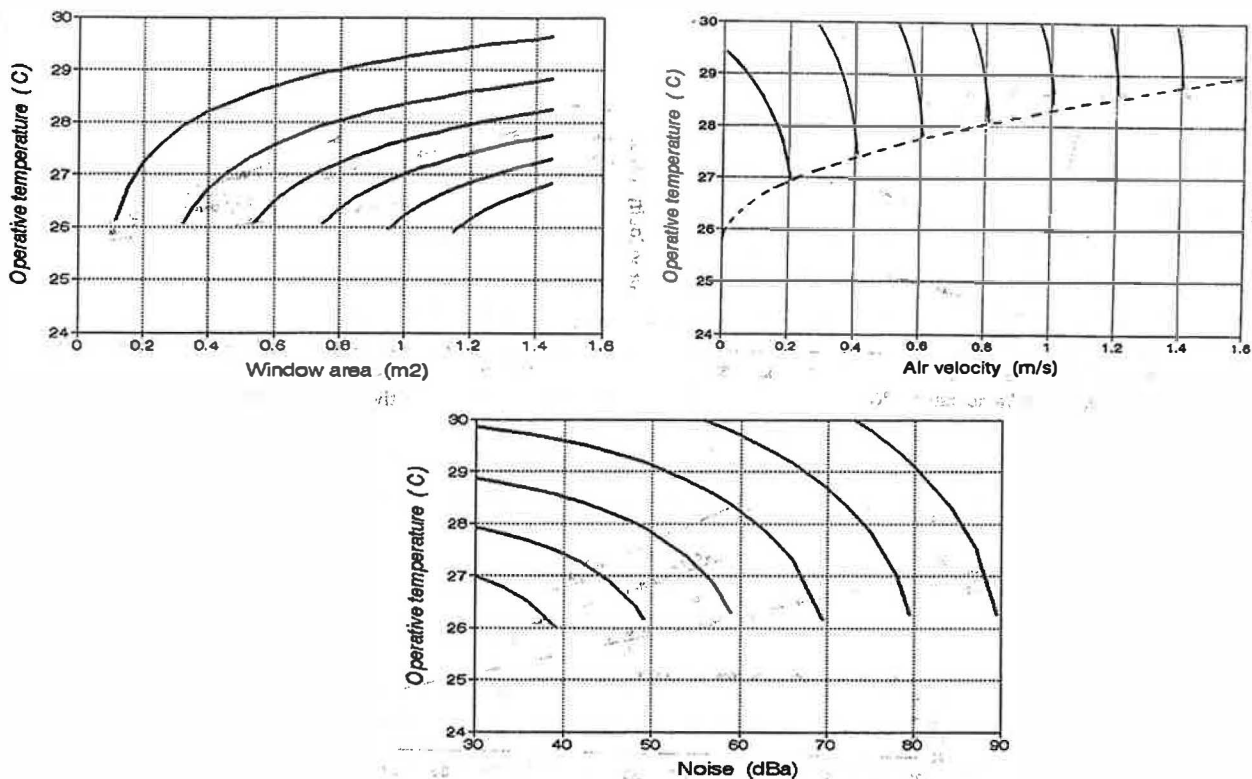 Operative temperature (C)
30
29
28
27
26
25
24
0 0.2 0.4 0.6 0.8 1 1.2 1.4 1.6
Window area (m2)
Operative temperature (C)
30
29
28
27
26
25
24
0 0.2 0.4 0.6 0.8 1 1.2 1.4 1.6
Air velocity (m/s)
Operative temperature (C)
30
29
28
27
26
25
24
30 40 50 60 70 80 90
Noise (dBa)